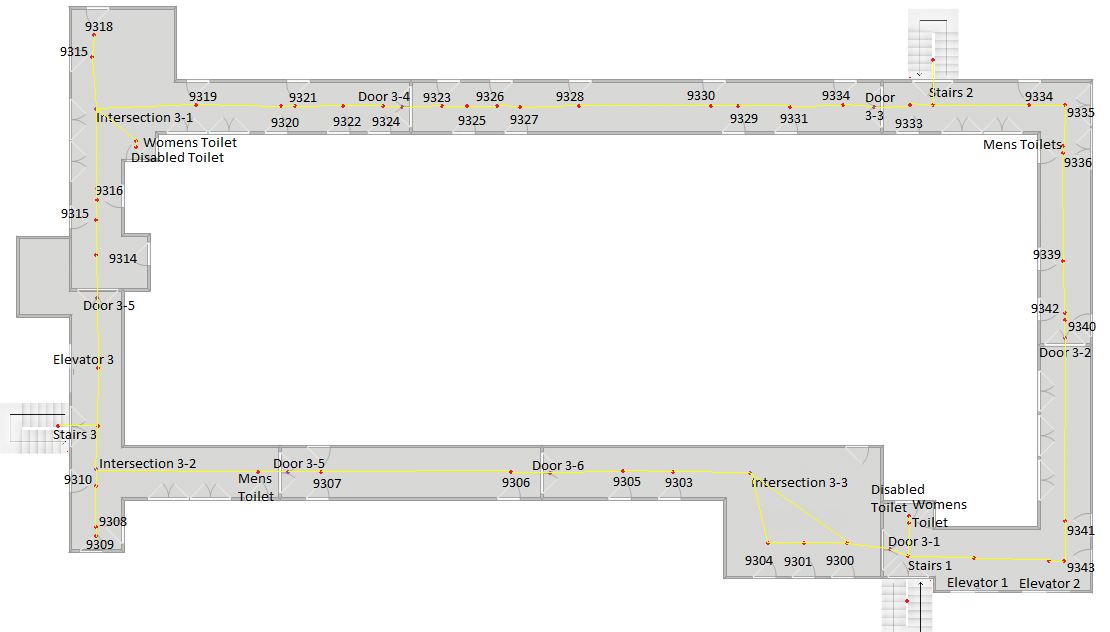 9318
9315
9319
9321
Door 3-4
9323
9326
9328
9330
9334
Door
3-3
Stairs 2
9334
9335
Intersection 3-1
9320
9322
9324
9325
9327
9329
9331
9333
Womens Toilet
Disabled Toilet
Mens Toilets
9336
9316
9315
9314
9339
Door 3-5
9342
9340
Elevator 3
Door 3-2
Stairs 3
Intersection 3-2
9310
Mens
Toilet
Door 3-5
9307
9306
Door 3-6
9305
9303
Intersection 3-3
Disabled
Toilet
Womens
Toilet
9308
9309
9341
Door 3-1
9304
9301
9300
Stairs 1
9343
Elevator 1
Elevator 2